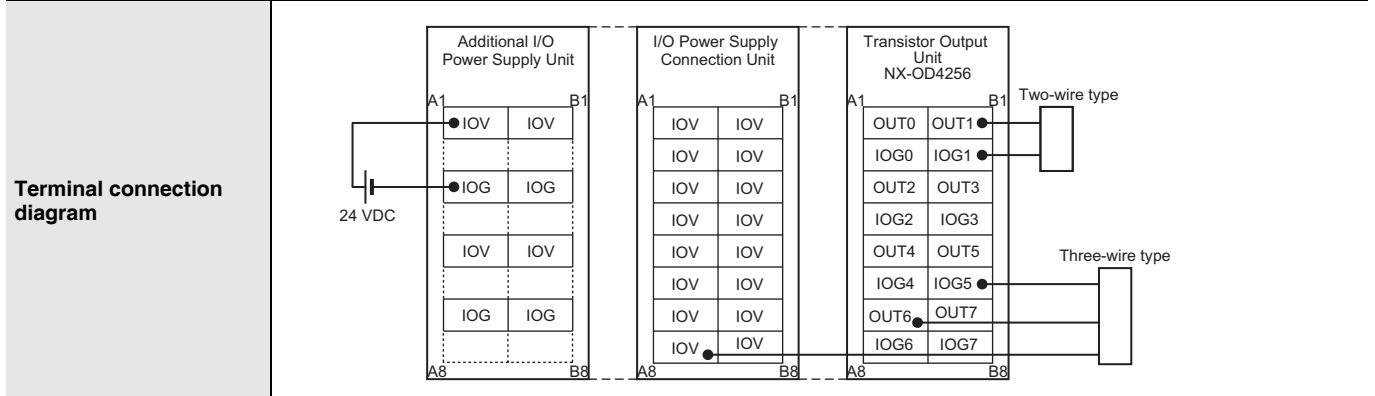 Terminal connection
diagram
24 VDC
Additional I/O
Power Supply Unit
A1 B1
IOV IOV
IOG IOG
IOV IOV
IOG IOG
A8 B8
I/O Power Supply
Connection Unit
A1 B1
IOV IOV
IOV IOV
IOV IOV
IOV IOV
IOV IOV
IOV IOV
IOV IOV
IOV IOV
A8 B8
Transistor Output
Unit
NX-OD4256
A1 B1
OUT0 OUT1
IOG0 IOG1
OUT2 OUT3
IOG2 IOG3
OUT4 OUT5
IOG4 IOG5
OUT6 OUT7
IOG6 IOG7
A8 B8
Two-wire type
Three-wire type